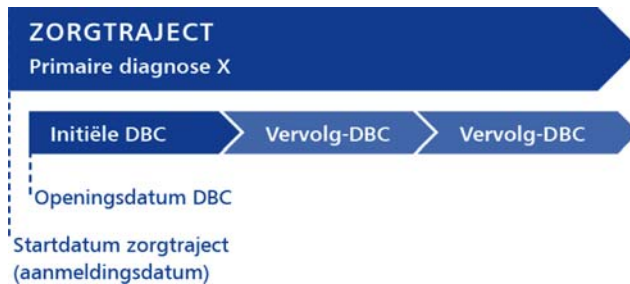 ZORGTRAJECT
Primaire diagnose X
Initiële DBC
Vervolg-DBC
Vervolg-DBC
Openingsdatum DBC
Startdatum zorgtraject
(aanmeldingsdatum)